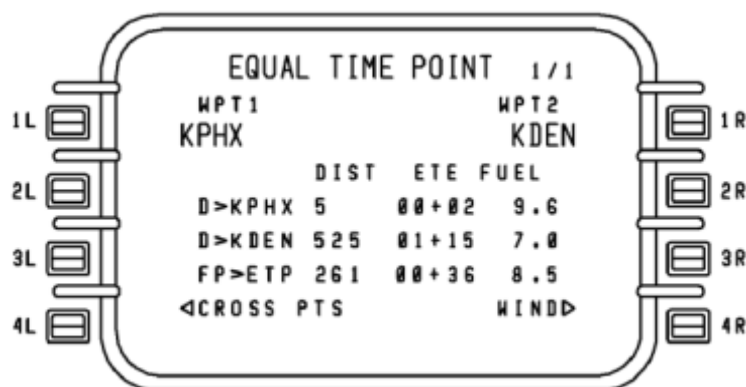 EQUAL TIME POINT 1/1
WPT1 WPT2
1L KPHX KDEN 1R
DIST ETE FUEL
2L D>KPHX 5 00+02 9.6 2R
D>KDEN 525 01+15 7.0
3L FP>ETP 261 00+36 8.5 3R
4L ◁CROSS PTS WIND▷ 4R